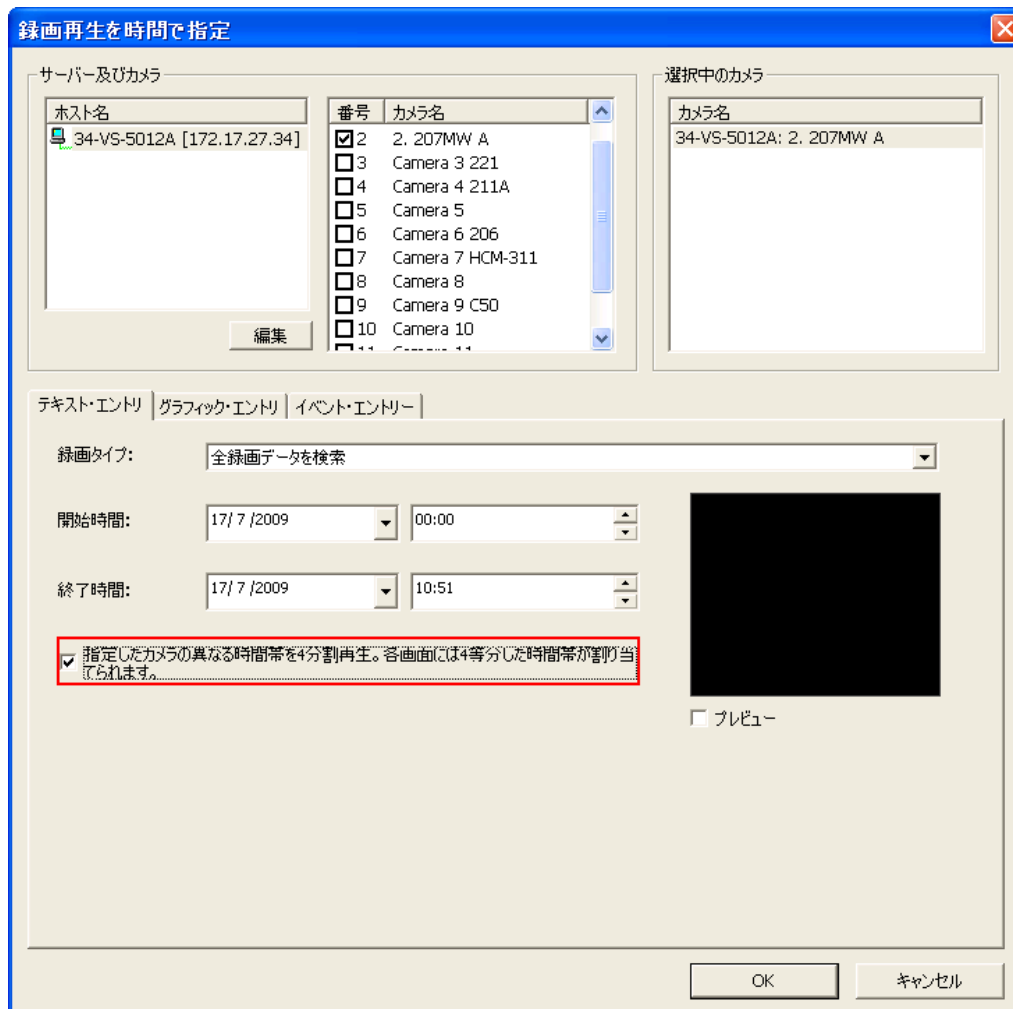 録画再生を時間で指定
サーバー及びカメラ
ホスト名
34-VS-5012A [172.17.27.34]
編集
番号 カメラ名
2 2. 207MW A
3 Camera 3 221
4 Camera 4 211A
5 Camera 5
6 Camera 6 206
7 Camera 7 HCM-311
8 Camera 8
9 Camera 9 C50
10 Camera 10
選択中のカメラ
カメラ名
34-VS-5012A: 2. 207MW A
テキスト・エントリ グラフィック・エントリ イベント・エントリー
録画タイプ: 全録画データを検索
開始時間: 17/ 7 /2009 00:00
終了時間: 17/ 7 /2009 10:51
指定したカメラの異なる時間帯を4分割再生。各画面には4等分した時間帯が割り当
てられます。
プレビュー
OK キャンセル